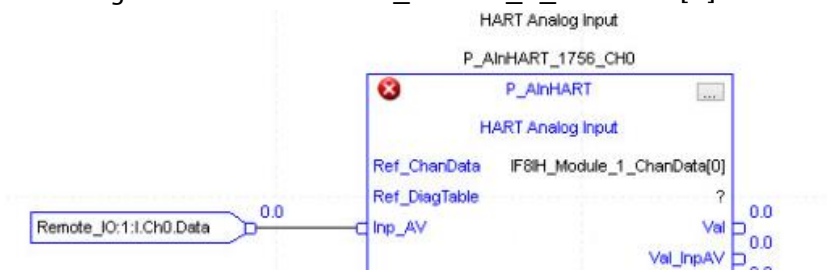 HART Analog Input
P_AInHART_1756_CH0
P_AInHART
...
HART Analog Input
Ref_ChanData IF8IH_Module_1_ChanData[0]
Ref_DiagTable ?
Remote_IO:1:I.Ch0.Data 0.0 Inp_AV Val 0.0
Val_InpAV 0.0